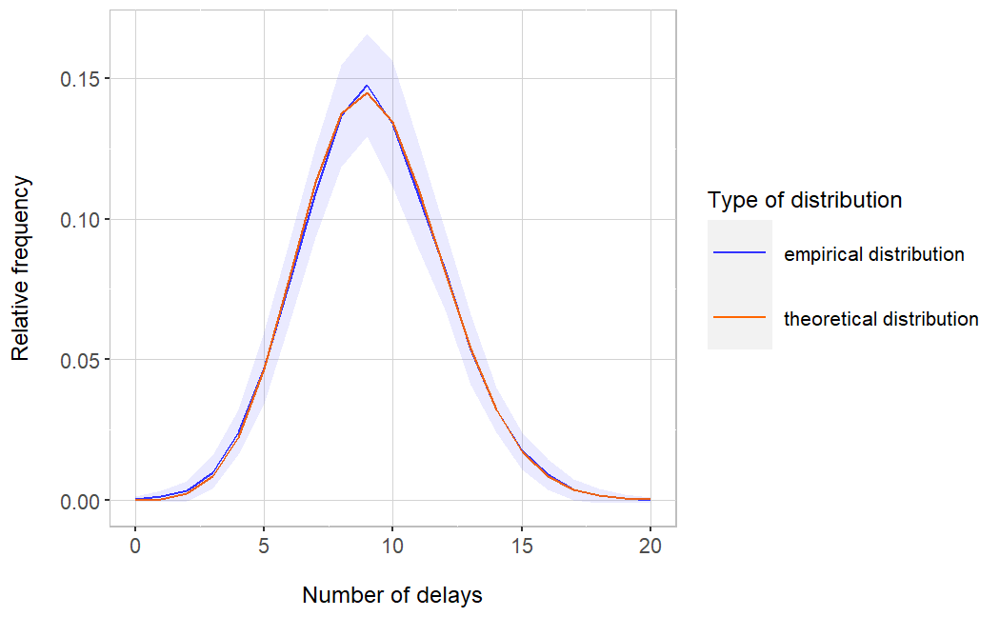 Relative frequency
0.15
0.10
0.05
0.00
0 5 10 15 20
Number of delays
Type of distribution
empirical distribution
theoretical distribution